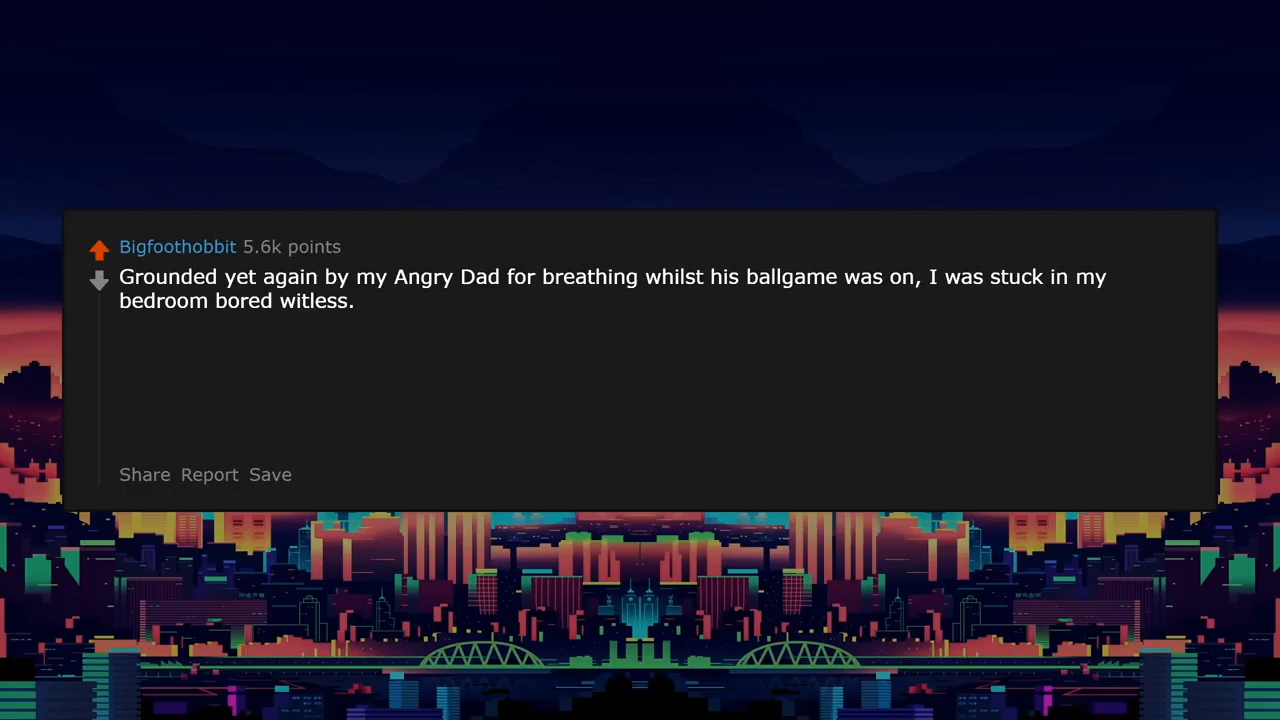 Bigfoothobbit 5.6k points
Grounded yet again by my Angry Dad for breathing whilst his ballgame was on, I was stuck in my
bedroom bored witless.
Share Report Save